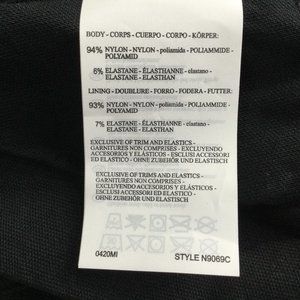 BODY - CORPS - CUERPO - CORPO - KÖRPER:
94% NYLON - NYLON - poliamida - POLIAMMIDE -
POLYAMID
6% ELASTANE - ÉLASTHANNE - elastano -
ELASTANE - ELASTHAN
LINING - DOUBLURE - FORRO - FODERA - FUTTER:
93% NYLON - NYLON - poliamida - POLIAMMIDE -
POLYAMID
7% ELASTANE - ÉLASTHANNE - elastano -
ELASTANE - ELASTHAN
EXCLUSIVE OF TRIM AND ELASTICS -
GARNITURES NON COMPRISES -
EXCLUYENDO ACCESORIOS
ACCESORIOS Y ELÁSTICOS - ESCLUSI ACCESSORI
ED ELASTICO - OHNE ZUBEHÖR UND ELASTISCH
EXCLUSIVE OF TRIMS AND ELASTICS -
GARNITURES NON COMPRISES -
EXCLUYENDO ACCESORIOS Y
ELÁSTICOS - ESCLUSI ACCESSORI
ED ELASTICO - OHNE ZUBEHÖR
UND ELASTISCH
0420MI
STYLE N9069C